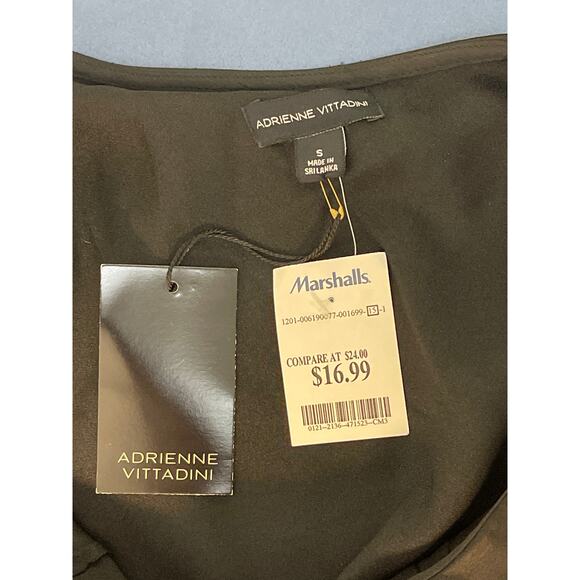 ADRIENNE VITTADINI
S
MADE IN
SRI LANKA
Marshalls.
1201-006190077-001699-15-1
COMPARE AT $24.00
$16.99
0121-2136-471523-CM3
ADRIENNE
VITTADINI